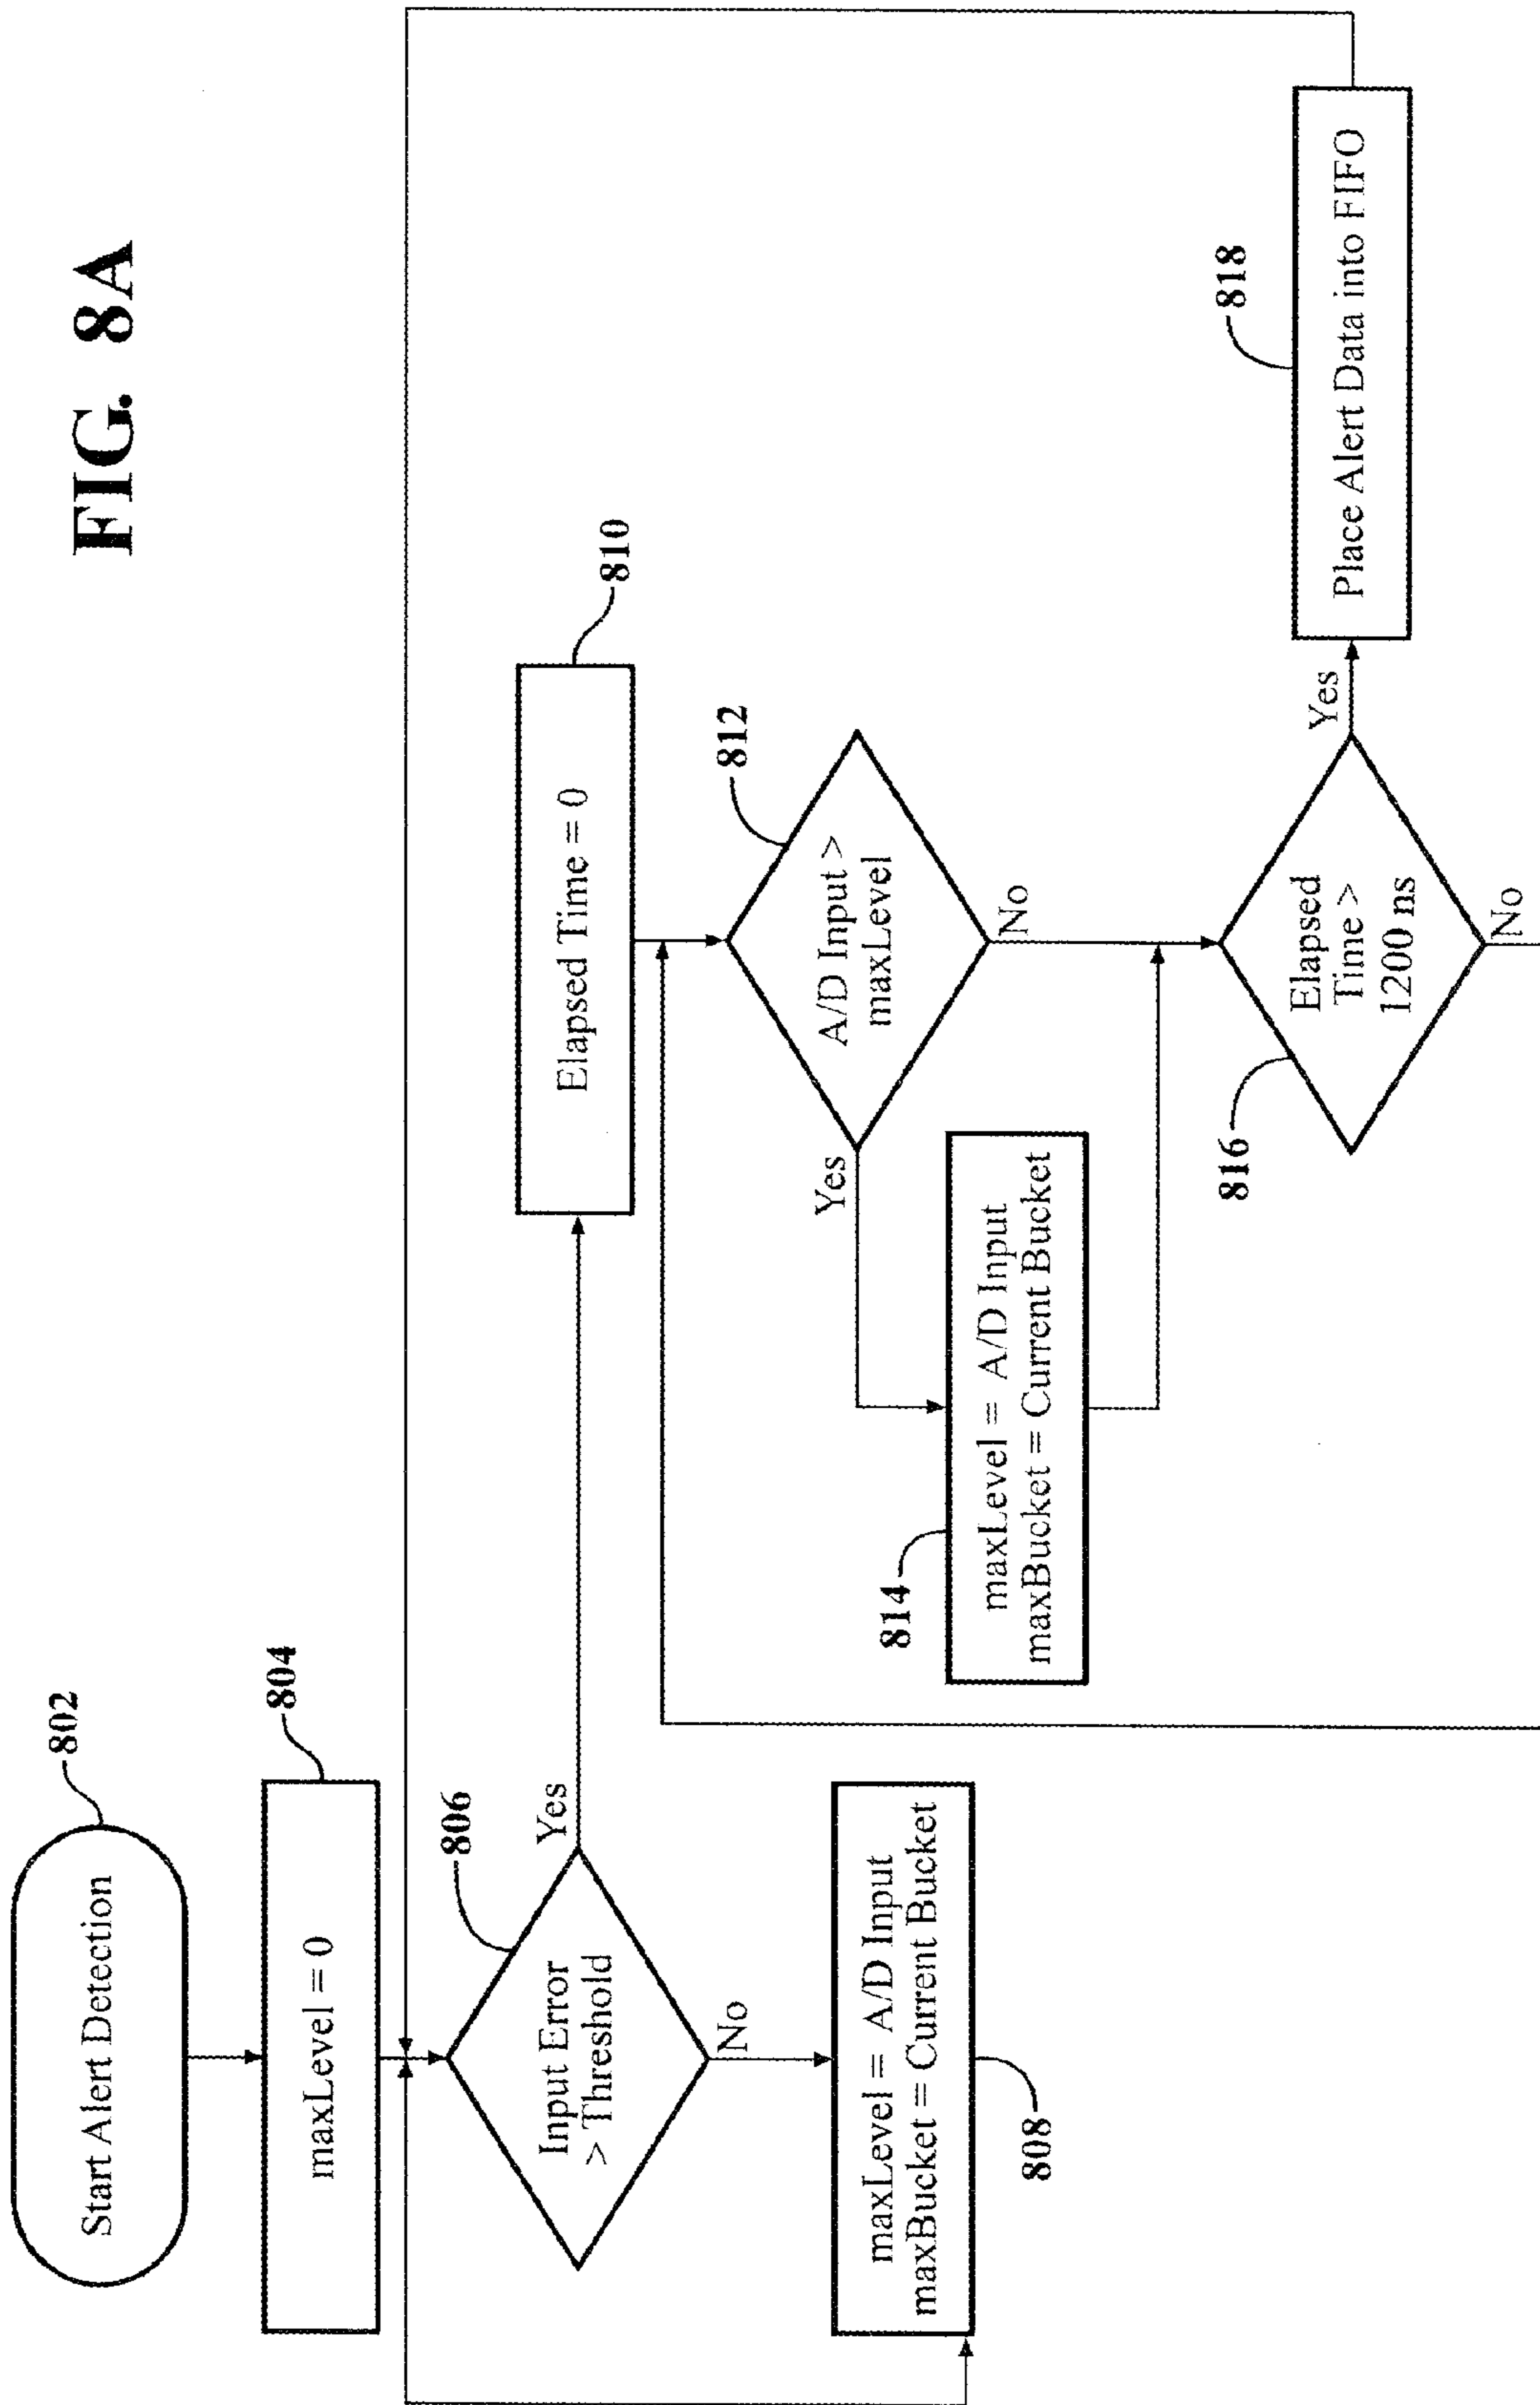 FIG. 8A
802
Start Alert Detection
804
maxLevel = 0
806
Input Error
> Threshold
Yes
No
maxLevel = A/D Input
maxBucket = Current Bucket
808
810
Elapsed Time = 0
812
A/D Input >
maxLevel
Yes
No
814
maxLevel = A/D Input
maxBucket = Current Bucket
816
Elapsed
Time >
1200 ns
Yes
No
818
Place Alert Data into FIFO